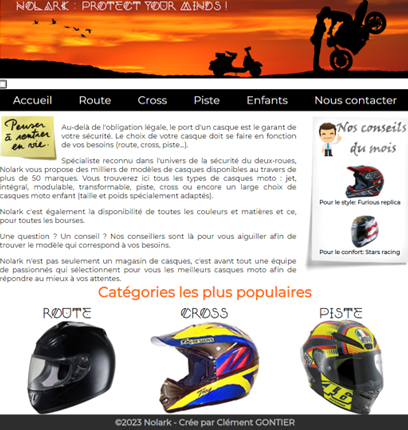 NOLARK : PROTECT YOUR MINDS !
Accueil Route Cross Piste Enfants Nous contacter
Penser
à rentrer
en vie.
Au-delà de l'obligation légale, le port d'un casque est le garant de
votre sécurité. Le choix de votre casque doit se faire en fonction
de vos besoins (route, cross, piste...).
Spécialiste reconnu dans l'univers de la sécurité du deux-roues,
Nolark vous propose des milliers de modèles de casques disponibles au travers de
plus de 50 marques. Vous trouverez ici tous les types de casques moto : jet,
intégral, modulable, transformable, piste, cross ou encore un large choix de
casques moto enfant (taille et poids spécialement adaptés).
Nolark c'est également la disponibilité de toutes les couleurs et matières et ce,
pour toutes les bourses.
Une question ? Un conseil ? Nos conseillers sont là pour vous aiguiller afin de
trouver le modèle qui correspond à vos besoins.
Nolark n'est pas seulement un magasin de casques, c'est avant tout une équipe
de passionnés qui sélectionnent pour vous les meilleurs casques moto afin de
répondre au mieux à vos attentes.
Nos conseils
du mois
Pour le style: Furious replica
Pour le confort: Stars racing
Catégories les plus populaires
ROUTE CROSS PISTE
©2023 Nolark - Crée par Clément GONTIER